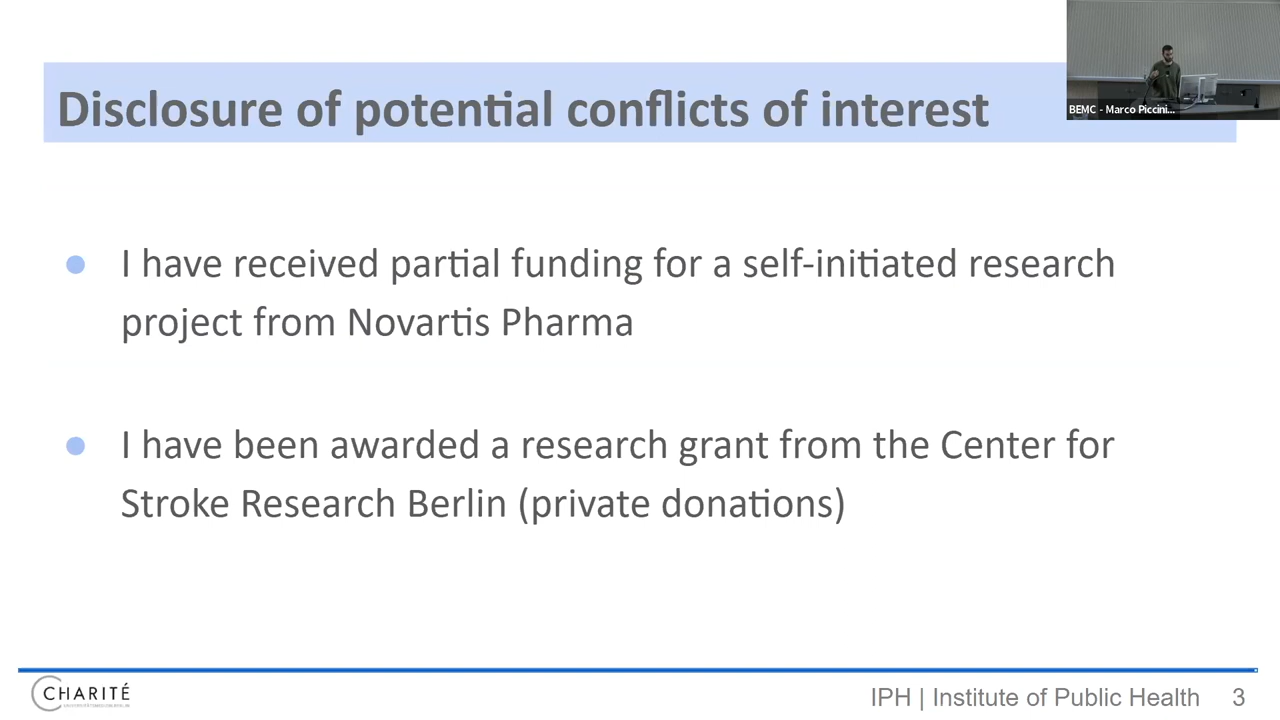 Disclosure of potential conflicts of interest
BEMC - Marco Piccini...
I have received partial funding for a self-initiated research
project from Novartis Pharma
I have been awarded a research grant from the Center for
Stroke Research Berlin (private donations)
CHARITÉ
UNIVERSITÄTSMEDIZIN BERLIN
IPH | Institute of Public Health
3